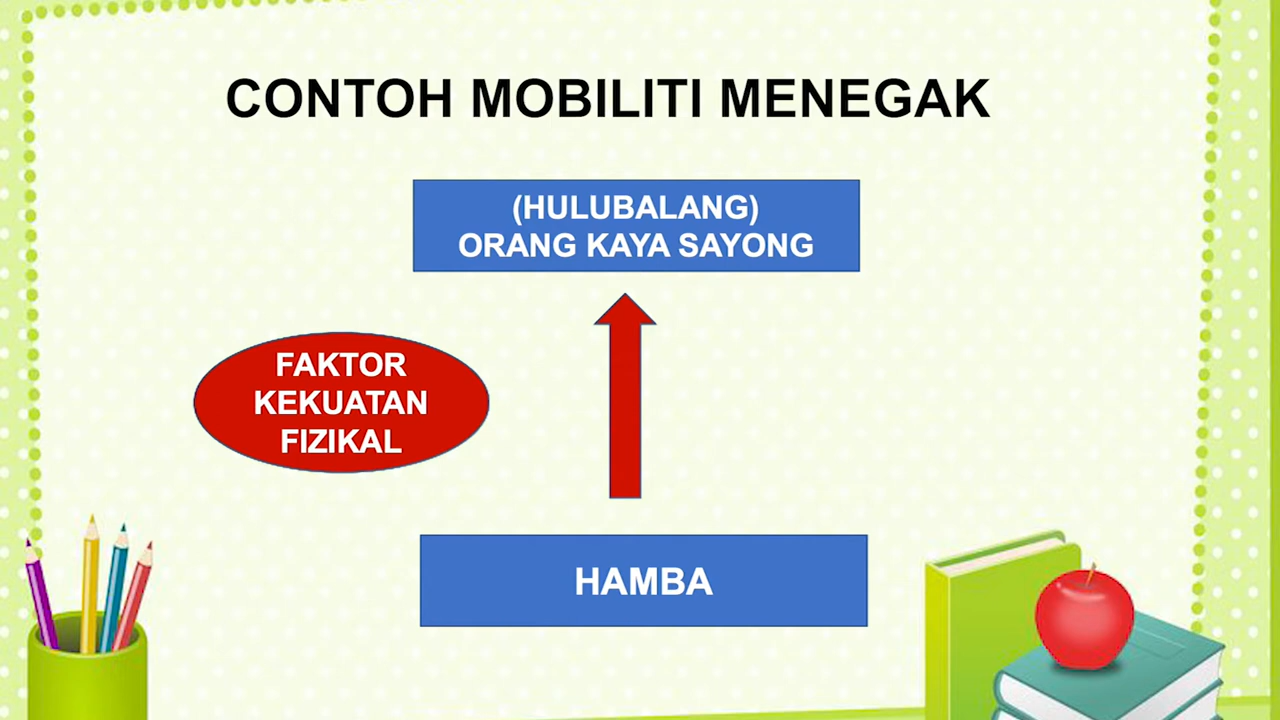 CONTOH MOBILITI MENEGAK
(HULUBALANG)
ORANG KAYA SAYONG
FAKTOR
KEKUATAN
FIZIKAL
HAMBA